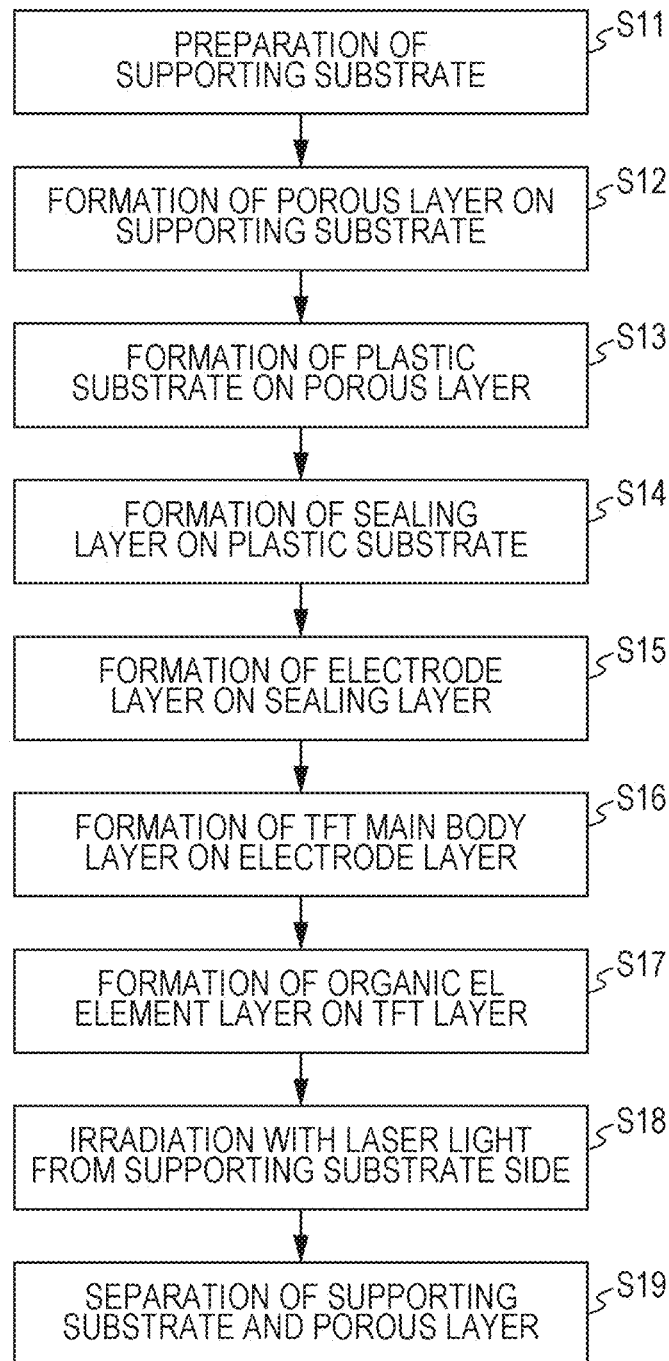 S11
PREPARATION OF
SUPPORTING SUBSTRATE
S12
FORMATION OF POROUS LAYER ON
SUPPORTING SUBSTRATE
S13
FORMATION OF PLASTIC
SUBSTRATE ON POROUS LAYER
S14
FORMATION OF SEALING
LAYER ON PLASTIC SUBSTRATE
S15
FORMATION OF ELECTRODE
LAYER ON SEALING LAYER
S16
FORMATION OF TFT MAIN BODY
LAYER ON ELECTRODE LAYER
S17
FORMATION OF ORGANIC EL
ELEMENT LAYER ON TFT LAYER
S18
IRRADIATION WITH LASER LIGHT
FROM SUPPORTING SUBSTRATE SIDE
S19
SEPARATION OF SUPPORTING
SUBSTRATE AND POROUS LAYER